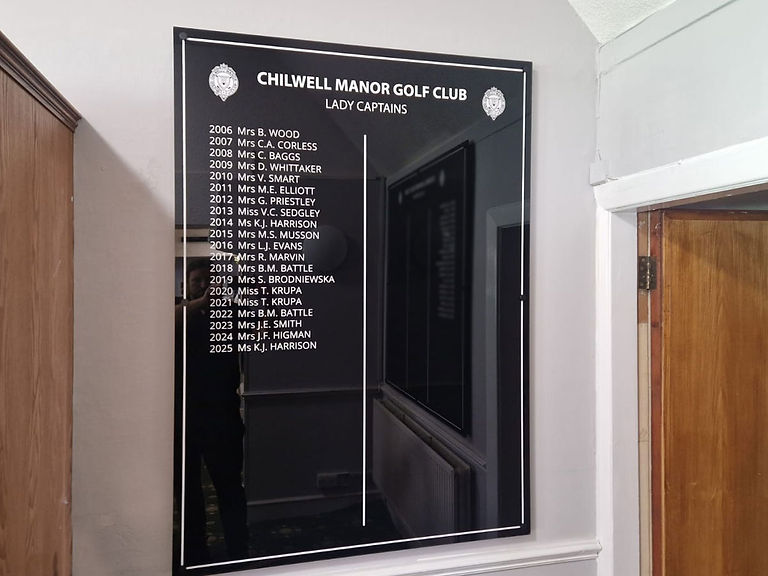 CHILWELL MANOR GOLF CLUB
LADY CAPTAINS
2006 Mrs B. WOOD
2007 Mrs C.A. CORLESS
2008 Mrs C. BAGGS
2009 Mrs D. WHITTAKER
2010 Mrs V. SMART
2011 Mrs M.E. ELLIOTT
2012 Mrs G. PRIESTLEY
2013 Miss V.C. SEDGLEY
2014 Ms K.J. HARRISON
2015 Mrs M.S. MUSSON
2016 Mrs L.J. EVANS
2017 Mrs R. MARVIN
2018 Mrs B.M. BATTLE
2019 Mrs S. BRODNIEWSKA
2020 Miss T. KRUPA
2021 Miss T. KRUPA
2022 Mrs B.M. BATTLE
2023 Mrs J.E. SMITH
2024 Mrs J.F. HIGMAN
2025 Ms K.J. HARRISON